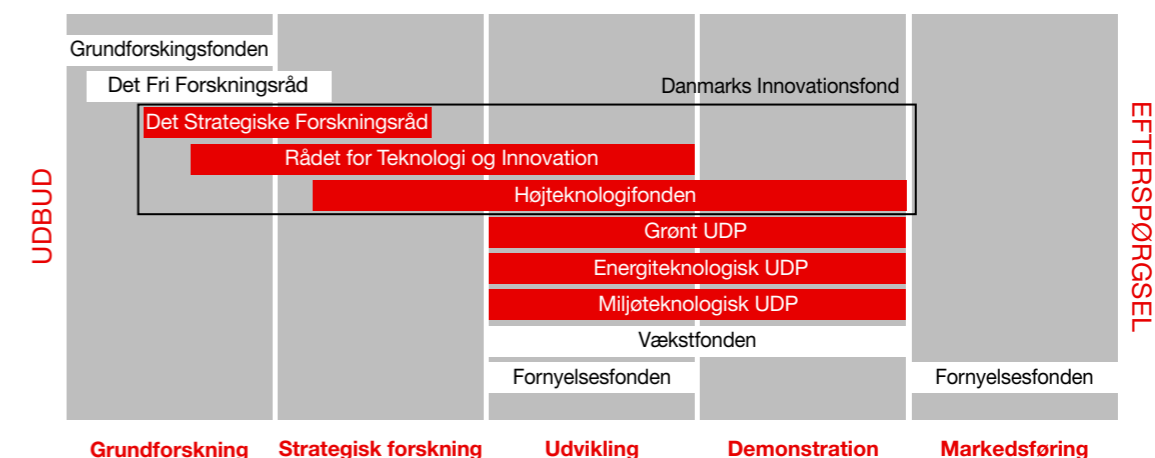 Grundforskingsfonden
Det Fri Forskningsråd
Danmarks Innovationsfond
Det Strategiske Forskningsråd
Rådet for Teknologi og Innovation
Højteknologifonden
Grønt UDP
Energiteknologisk UDP
Miljøteknologisk UDP
Vækstfonden
Fornyelsesfonden
Fornyelsesfonden
UDBUD
EFTERSPØRGSEL
Grundforskning
Strategisk forskning
Udvikling
Demonstration
Markedsføring